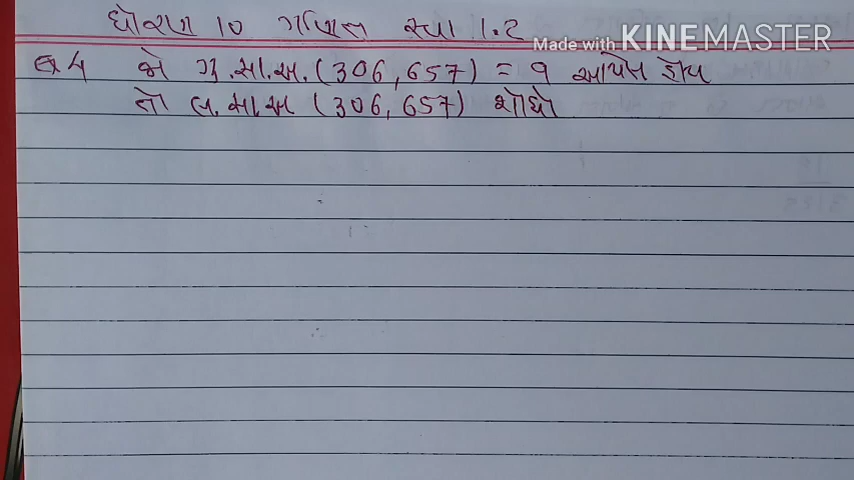 ધોરણ 10 ગણિત સ્વા 1.2
Made with KINEMASTER
Q 4 જો ગુ.સા.અ. (306,657) = 9 આપેલ હોય
તો લ.સા.અ (306,657) શોધો